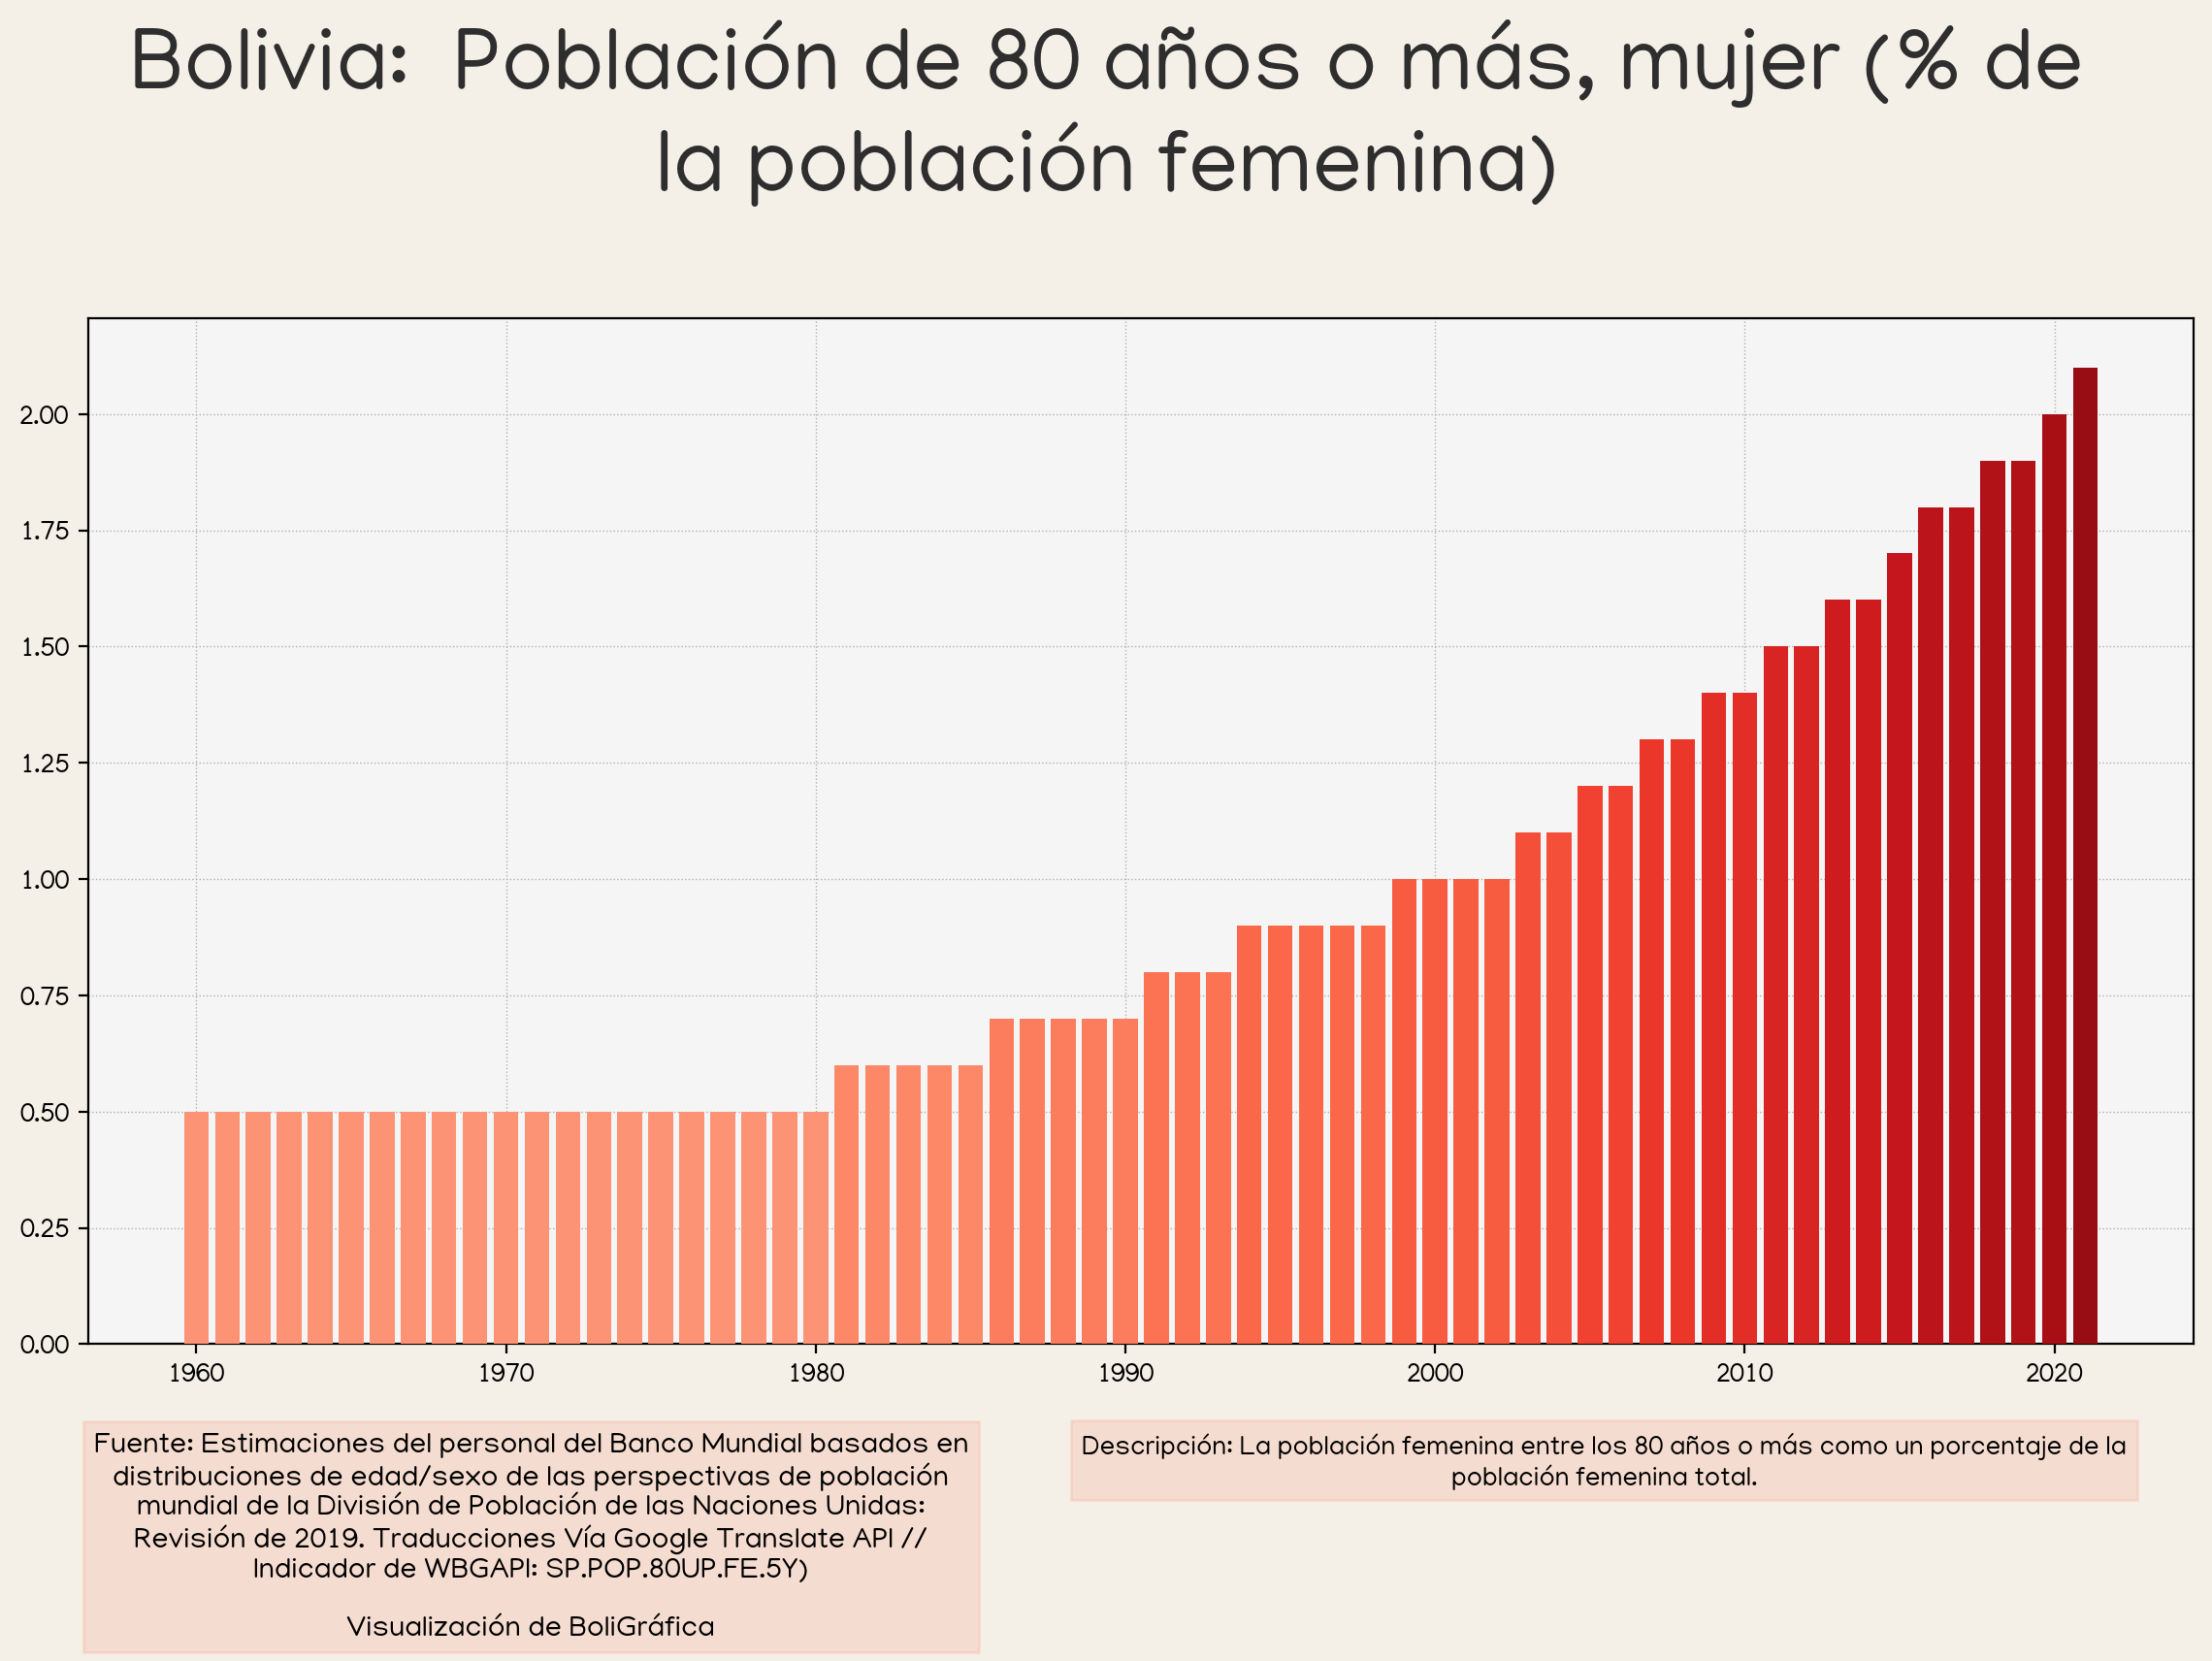 Bolivia: Población de 80 años o más, mujer (% de
la población femenina)
2.00
1.75
1.50
1.25
1.00
0.75
0.50
0.25
0.00
1960 1970 1980 1990 2000 2010 2020
Fuente: Estimaciones del personal del Banco Mundial basados en
distribuciones de edad/sexo de las perspectivas de población
mundial de la División de Población de las Naciones Unidas:
Revisión de 2019. Traducciones Vía Google Translate API //
Indicador de WBGAPI: SP.POP.80UP.FE.5Y)
Visualización de BoliGráfica
Descripción: La población femenina entre los 80 años o más como un porcentaje de la
población femenina total.